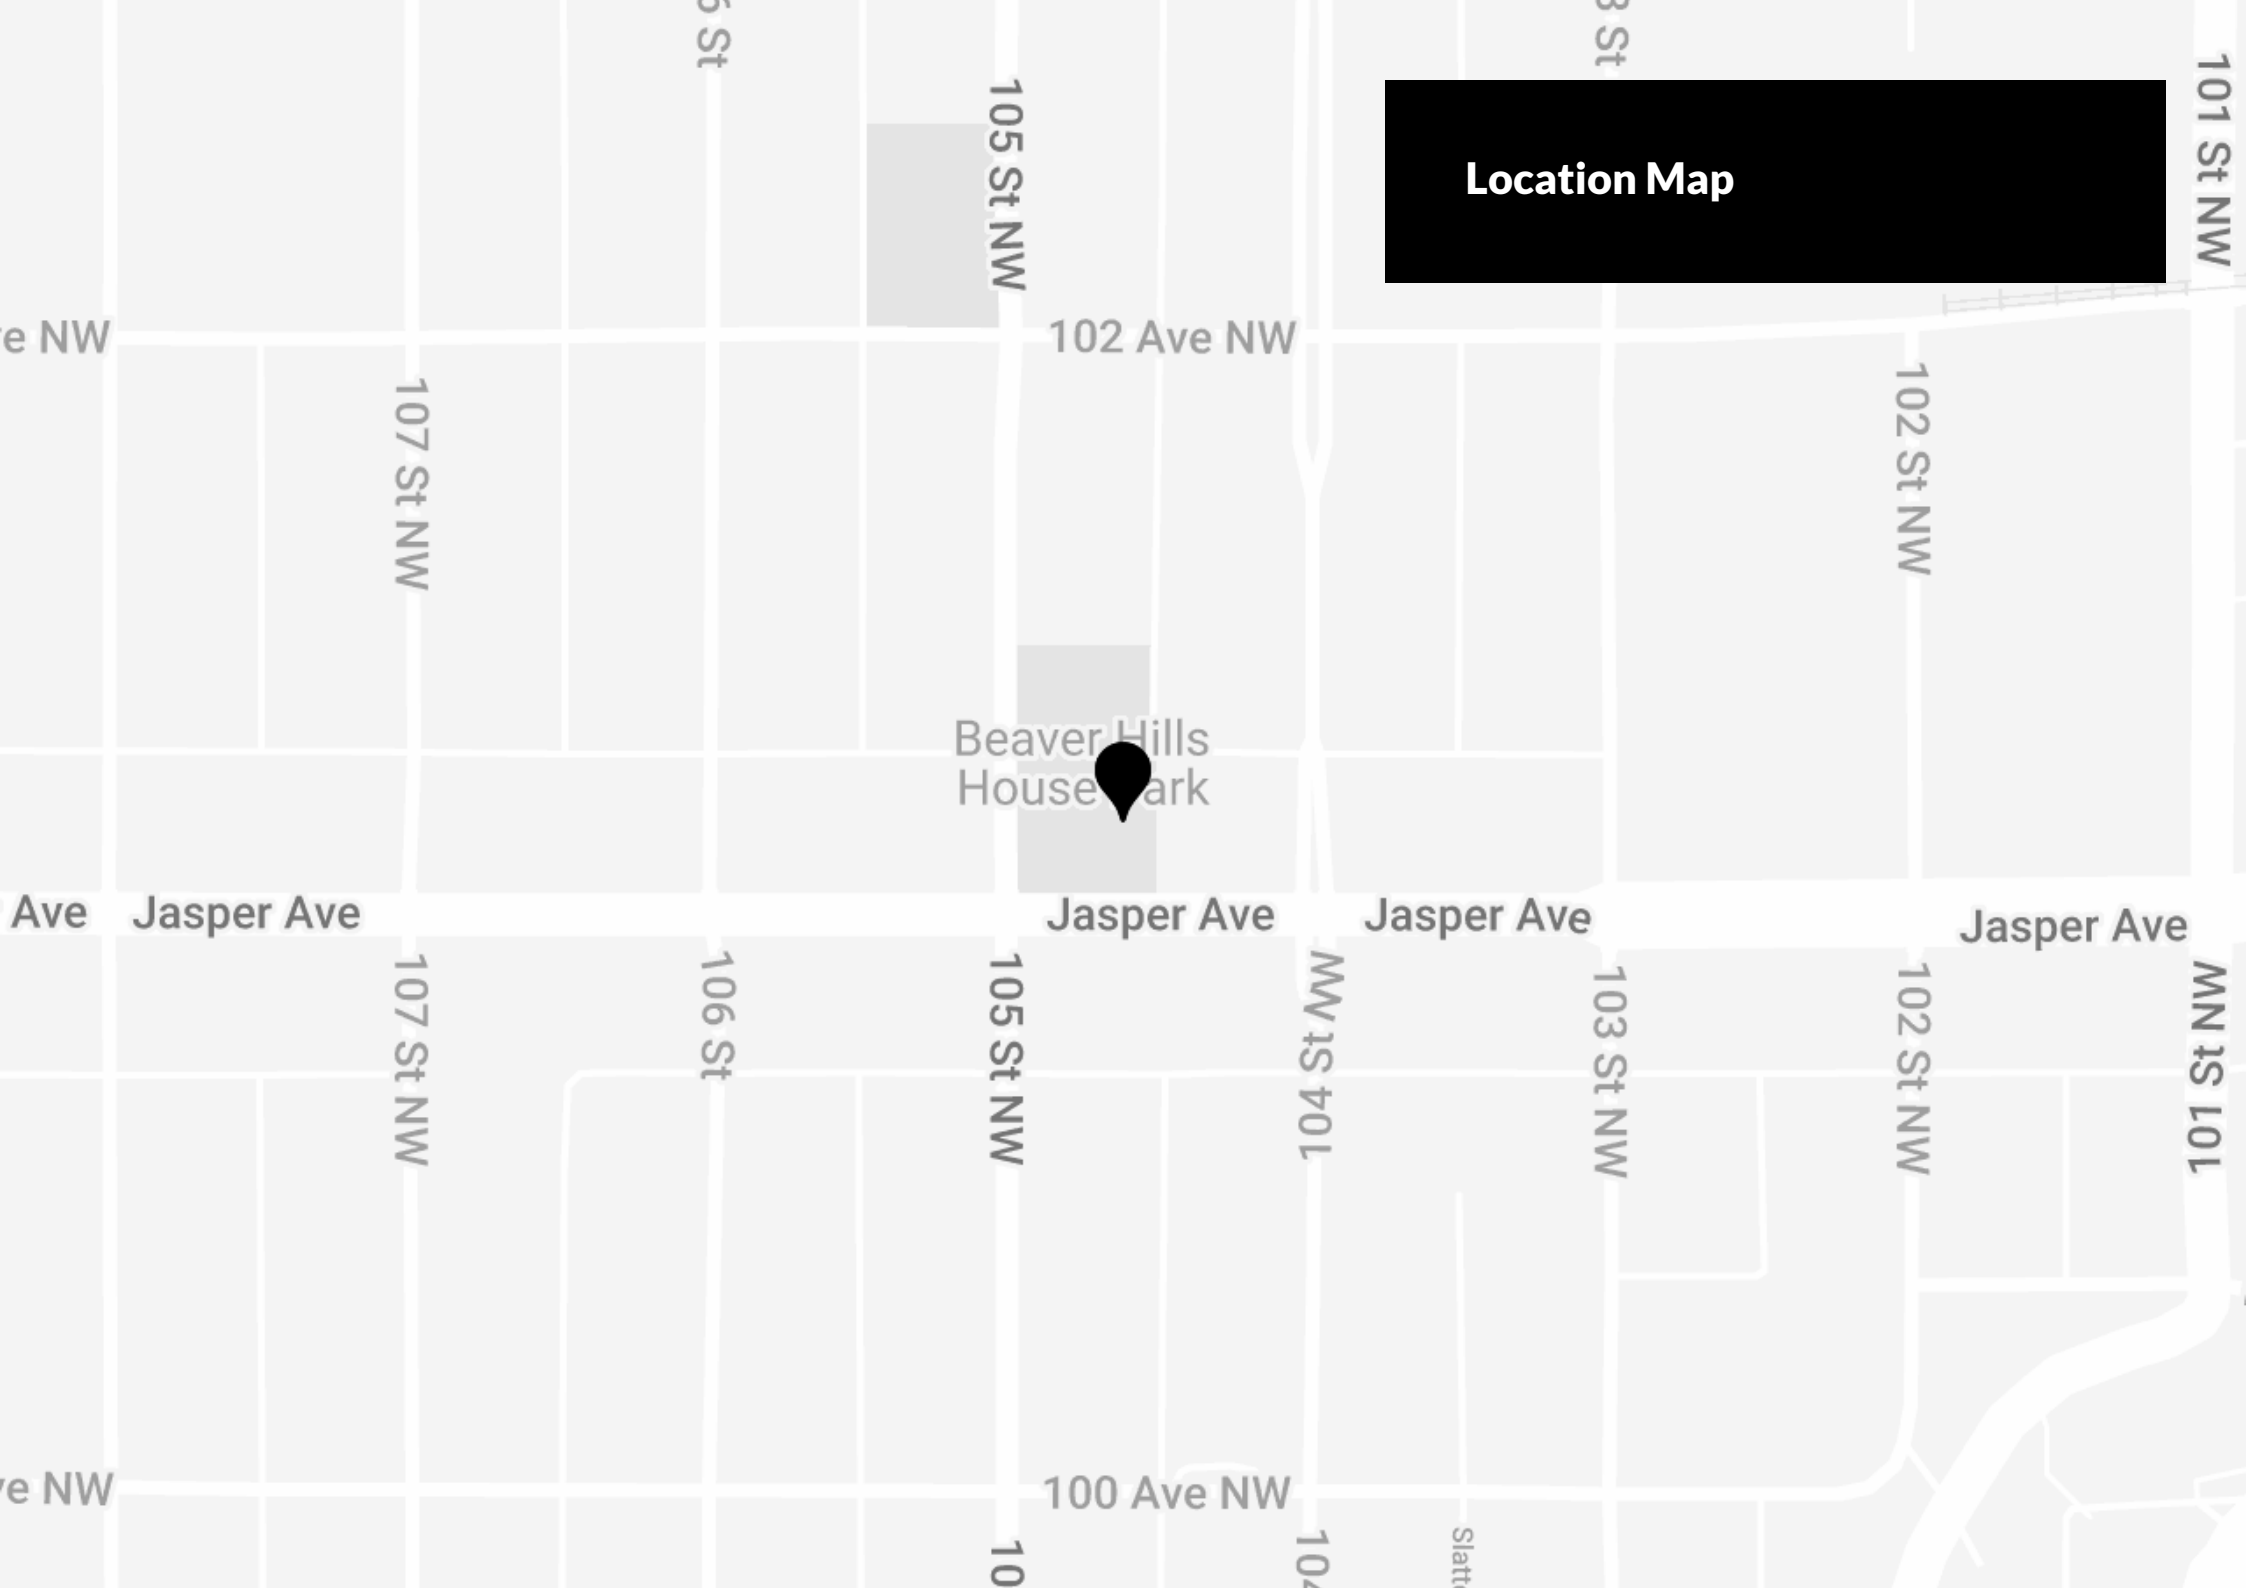 St
St
105 St NW
101 St NW
Location Map
NW
102 Ave NW
107 St NW
102 St NW
Beaver Hills
House
Ave
Jasper Ave
Jasper Ave
Jasper Ave
Jasper Ave
107 St NW
106 St
105 St NW
104 St NW
103 St NW
102 St NW
101 St NW
NW
100 Ave NW